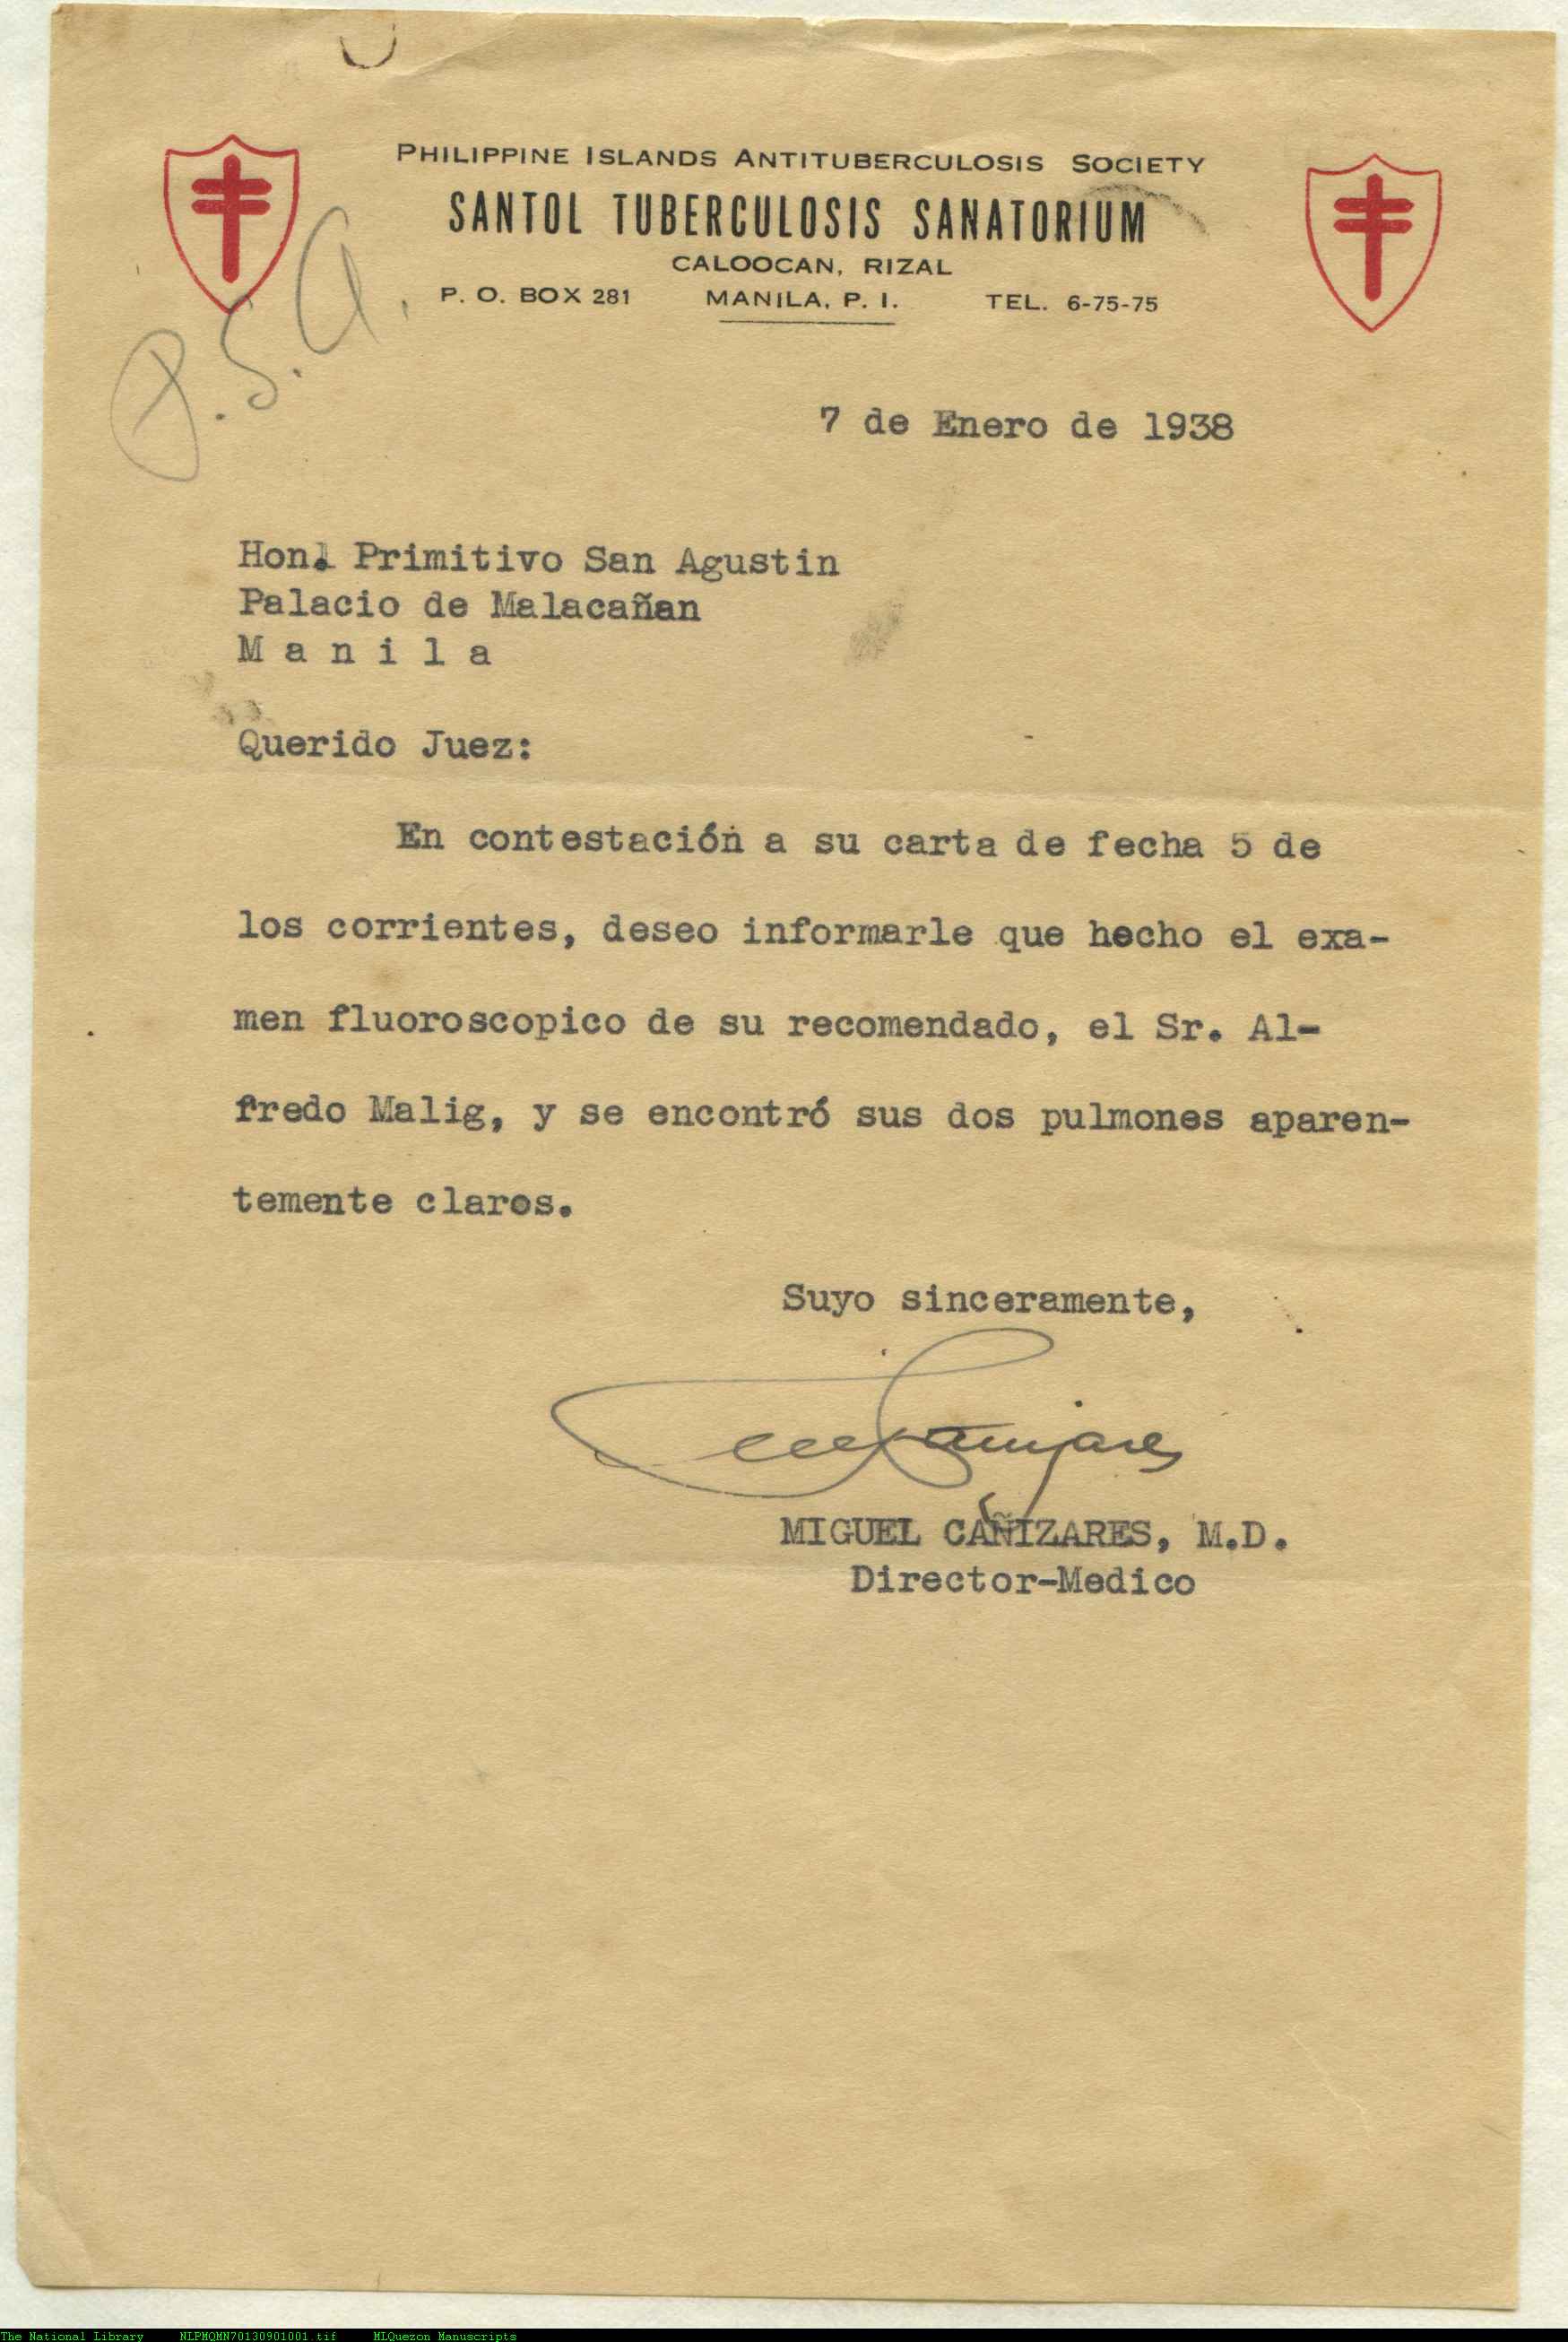 PHILIPPINE ISLANDS ANTITUBERCULOSIS SOCIETY
SANTOL TUBERCULOSIS SANATORIUM
CALOOCAN, RIZAL
P. O. BOX 281 MANILA, P. I. TEL. 6-75-75
P.S.A.
7 de Enero de 1938
Hon. Primitivo San Agustin
Palacio de Malacañan
M a n i l a
Querido Juez:
En contestación a su carta de fecha 5 de
los corrientes, deseo informarle que hecho el exa-
men fluoroscopico de su recomendado, el Sr. Al-
fredo Malig, y se encontró sus dos pulmones aparen-
temente claros.
Suyo sinceramente,
MCañizares
MIGUEL CAÑIZARES, M.D.
Director-Medico
The National Library NLPMQMN70130901001.tif MLQuezon Manuscripts